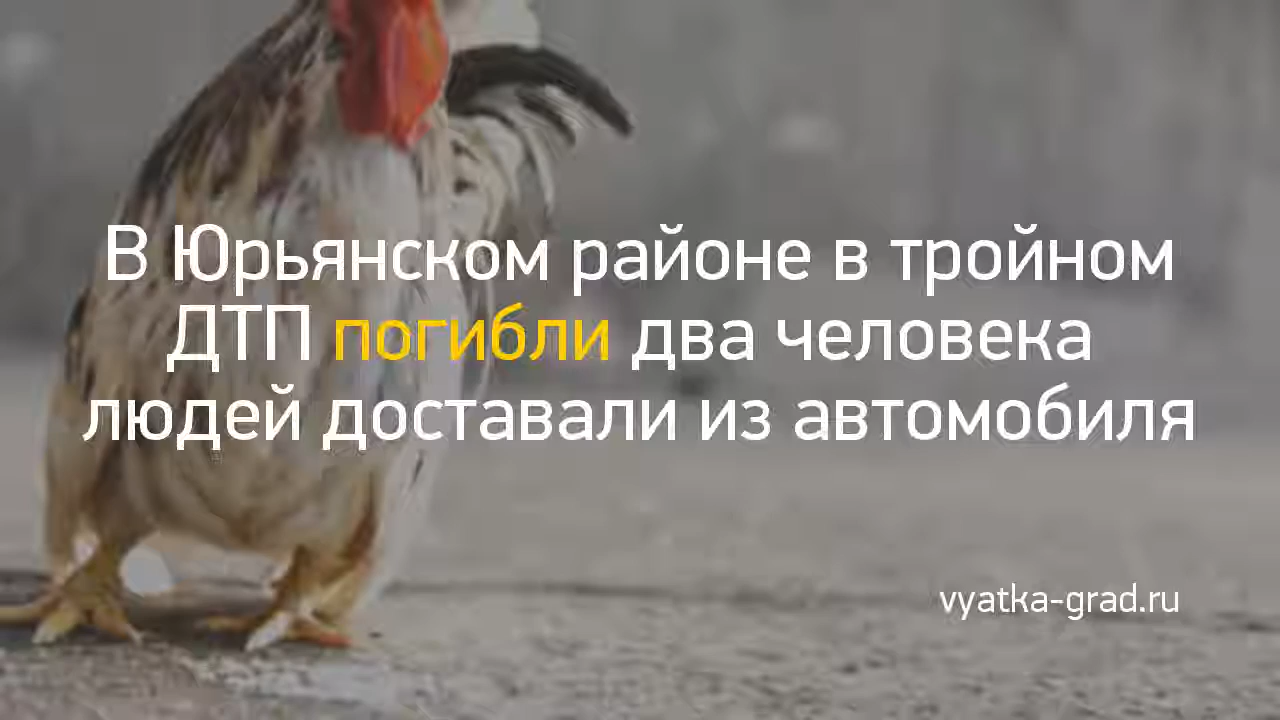 В Юрьянском районе в тройном
ДТП погибли два человека
людей доставали из автомобиля
vyatka-grad.ru